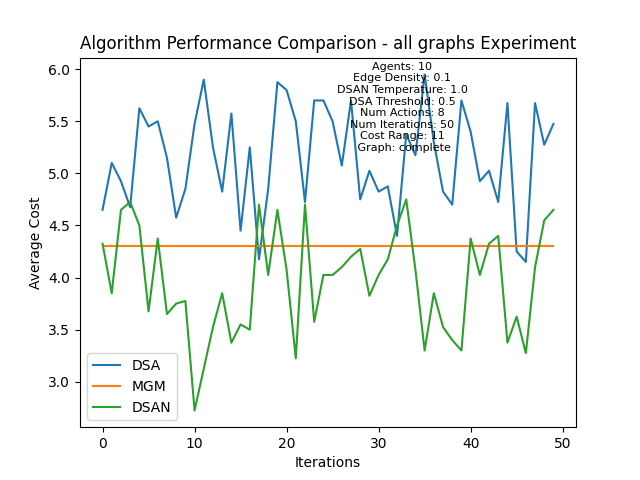 Algorithm Performance Comparison - all graphs Experiment
Agents: 10
Edge Density: 0.1
DSAN Temperature: 1.0
DSA Threshold: 0.5
Num Actions: 8
Num Iterations: 50
Cost Range: 11
Graph: complete
Average Cost
6.0
5.5
5.0
4.5
4.0
3.5
3.0
DSA
MGM
DSAN
0
10
20
30
40
50
Iterations